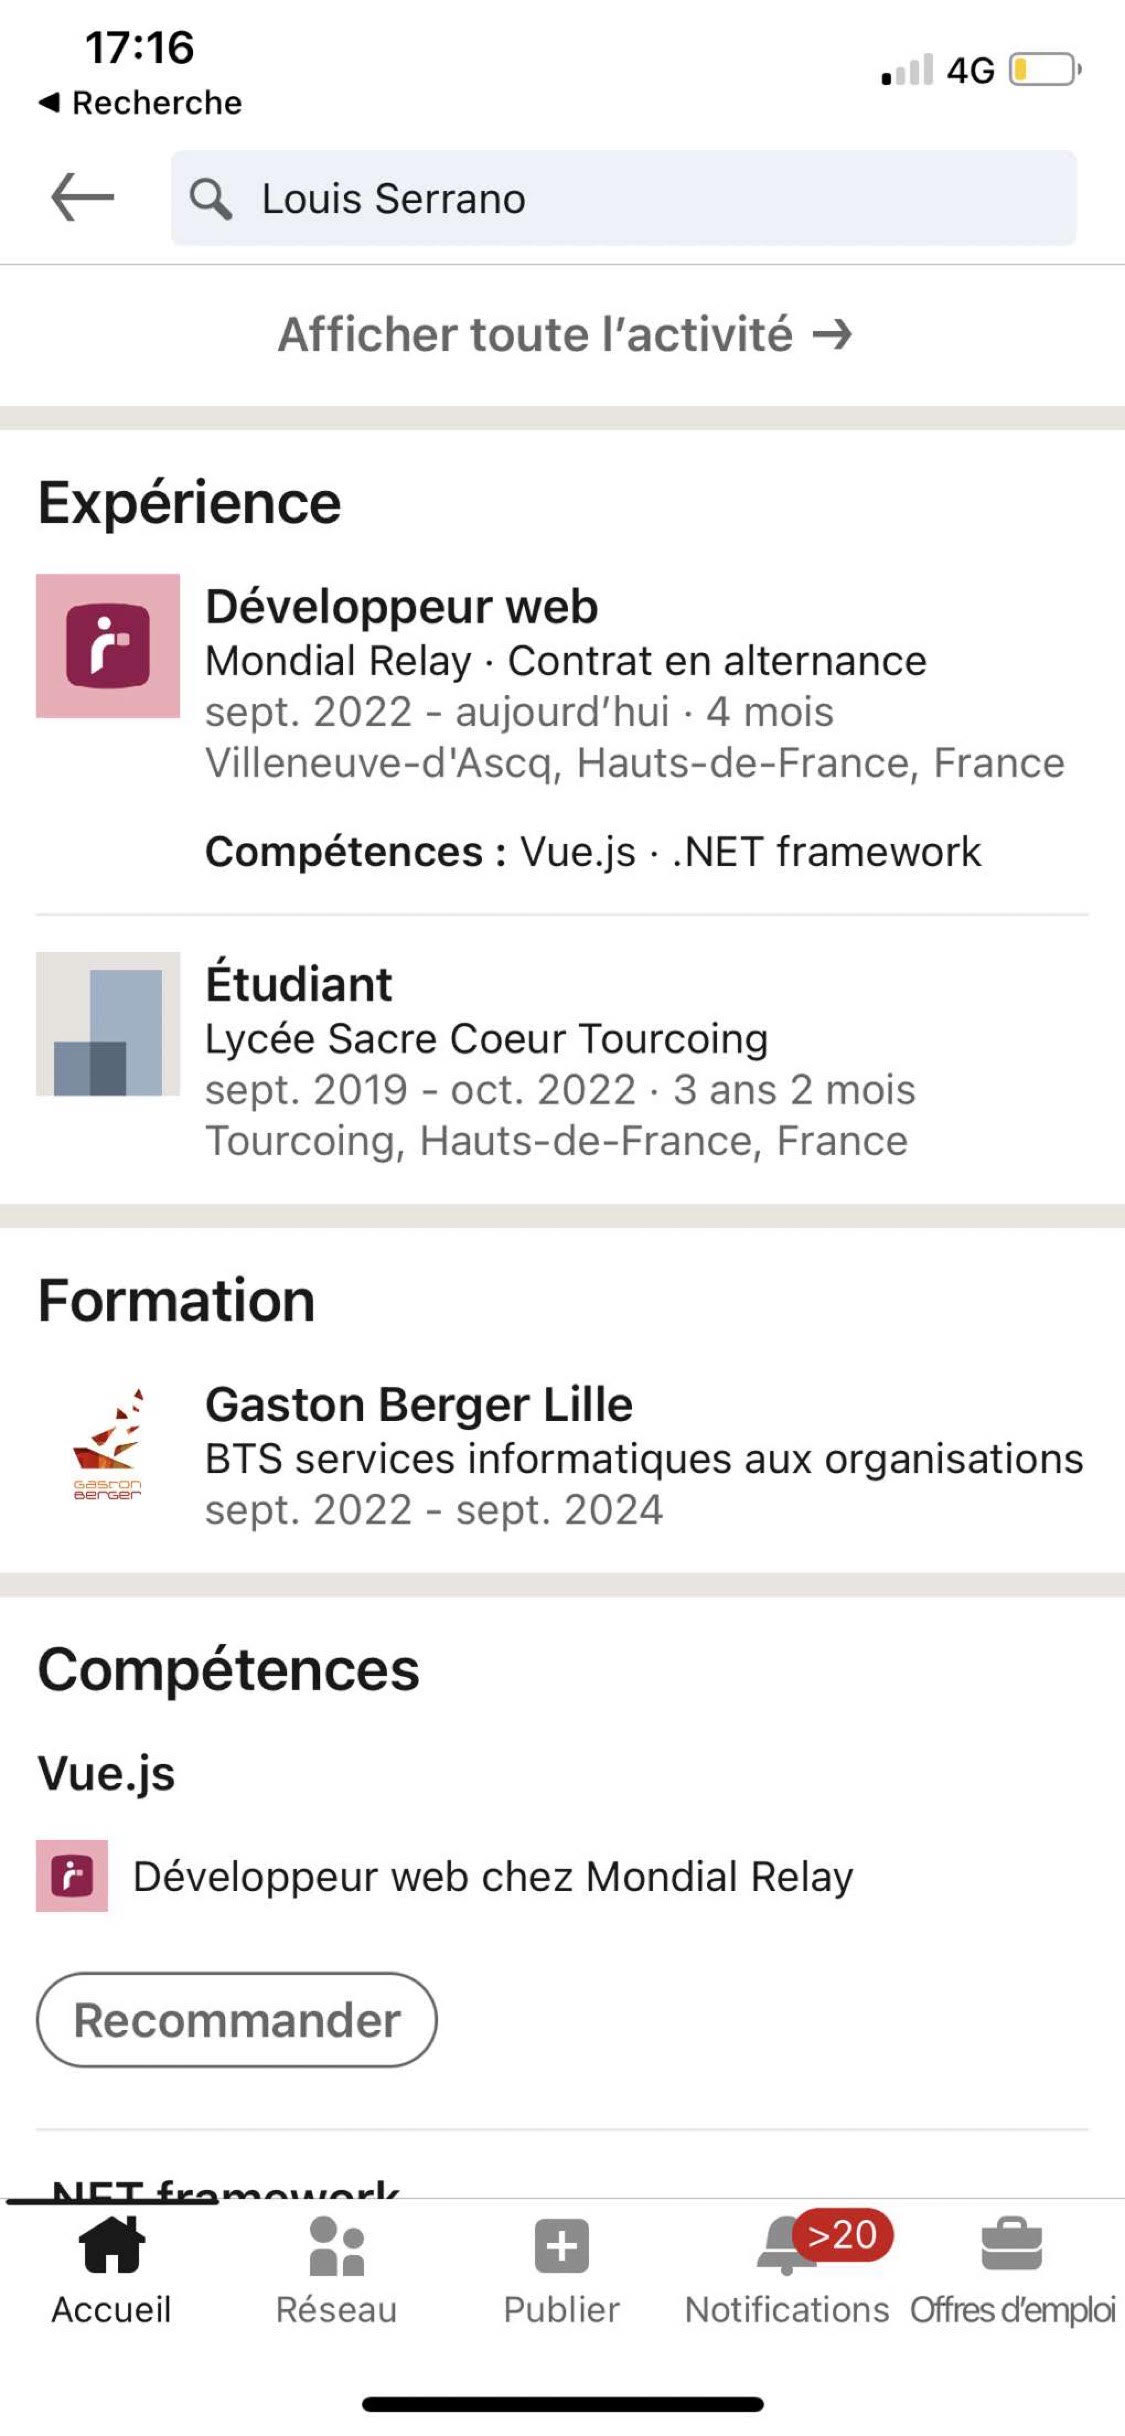 17:16
4G
◀ Recherche
Louis Serrano
Afficher toute l’activité →
Expérience
Développeur web
Mondial Relay · Contrat en alternance
sept. 2022 - aujourd’hui · 4 mois
Villeneuve-d'Ascq, Hauts-de-France, France
Compétences : Vue.js · .NET framework
Étudiant
Lycée Sacre Coeur Tourcoing
sept. 2019 - oct. 2022 · 3 ans 2 mois
Tourcoing, Hauts-de-France, France
Formation
GASTON
BERGER
Gaston Berger Lille
BTS services informatiques aux organisations
sept. 2022 - sept. 2024
Compétences
Vue.js
Développeur web chez Mondial Relay
Recommander
.NET framework
>20
Accueil
Réseau
Publier
Notifications
Offres d’emploi